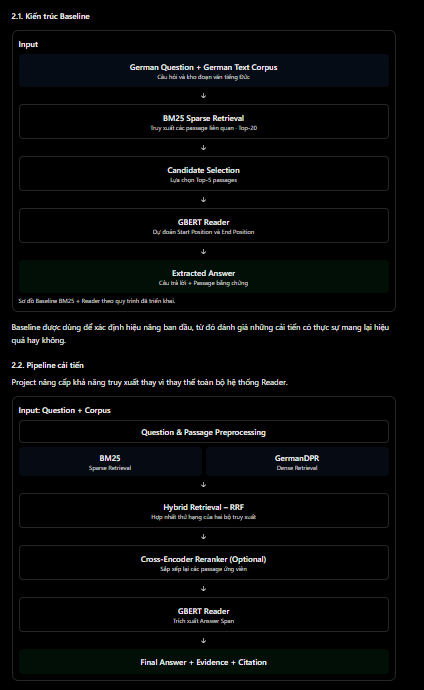 2.1. Kiến trúc Baseline
Input
German Question + German Text Corpus
Câu hỏi và kho đoạn văn tiếng Đức
↓
BM25 Sparse Retrieval
Truy xuất các passage liên quan · Top-20
↓
Candidate Selection
Lựa chọn Top-5 passages
↓
GBERT Reader
Dự đoán Start Position và End Position
↓
Extracted Answer
Câu trả lời + Passage bằng chứng
Sơ đồ Baseline BM25 + Reader theo quy trình đã triển khai.
Baseline được dùng để xác định hiệu năng ban đầu, từ đó đánh giá những cải tiến có thực sự mang lại hiệu
quả hay không.
2.2. Pipeline cải tiến
Project nâng cấp khả năng truy xuất thay vì thay thế toàn bộ hệ thống Reader.
Input: Question + Corpus
Question & Passage Preprocessing
BM25 GermanDPR
Sparse Retrieval Dense Retrieval
↓
Hybrid Retrieval – RRF
Hợp nhất thứ hạng của hai bộ truy xuất
↓
Cross-Encoder Reranker (Optional)
Sắp xếp lại các passage ứng viên
↓
GBERT Reader
Trích xuất Answer Span
↓
Final Answer + Evidence + Citation